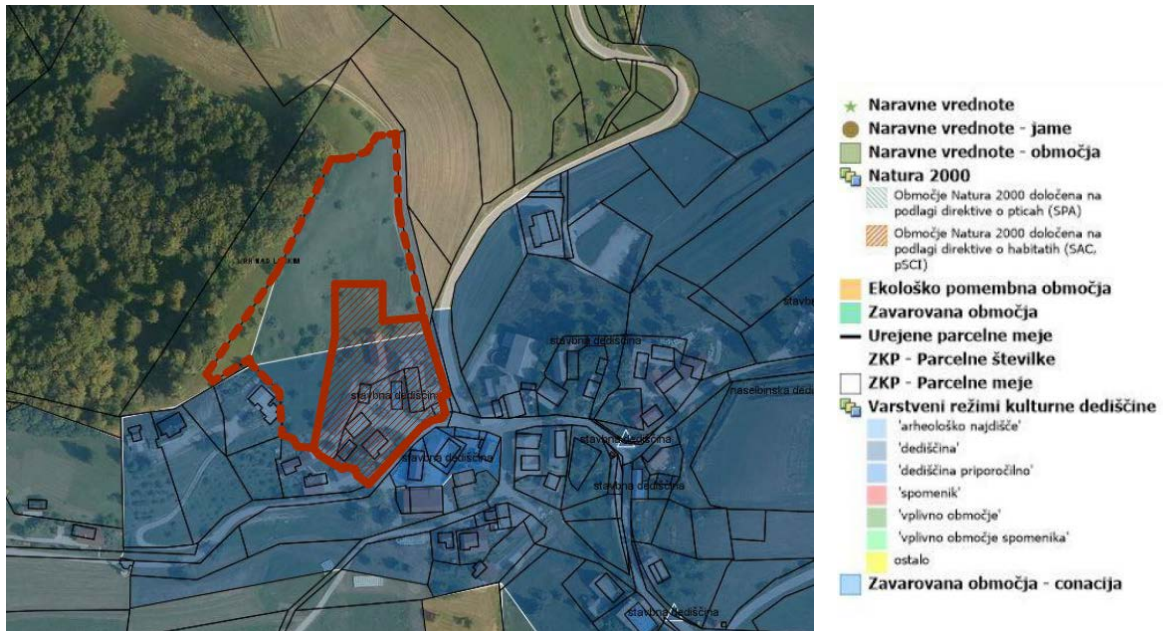 stavbna dediščina
naselbinska dedi
stavbna dediščina
stavbna dediščina
stavbna dediščina
stavbna dediščina
stavbna dediščina
Naravne vrednote
Naravne vrednote - jame
Naravne vrednote - območja
Natura 2000
Območje Natura 2000 določena na
podlagi direktive o pticah (SPA)
Območje Natura 2000 določena na
podlagi direktive o habitatih (SAC,
pSCI)
Ekološko pomembna območja
Zavarovana območja
Urejene parcelne meje
ZKP - Parcelne številke
ZKP - Parcelne meje
Varstveni režimi kulturne dediščine
'arheološko najdišče'
'dediščina'
'dediščina priporočilno'
'spomenik'
'vplivno območje'
'vplivno območje spomenika'
ostalo
Zavarovana območja - conacija